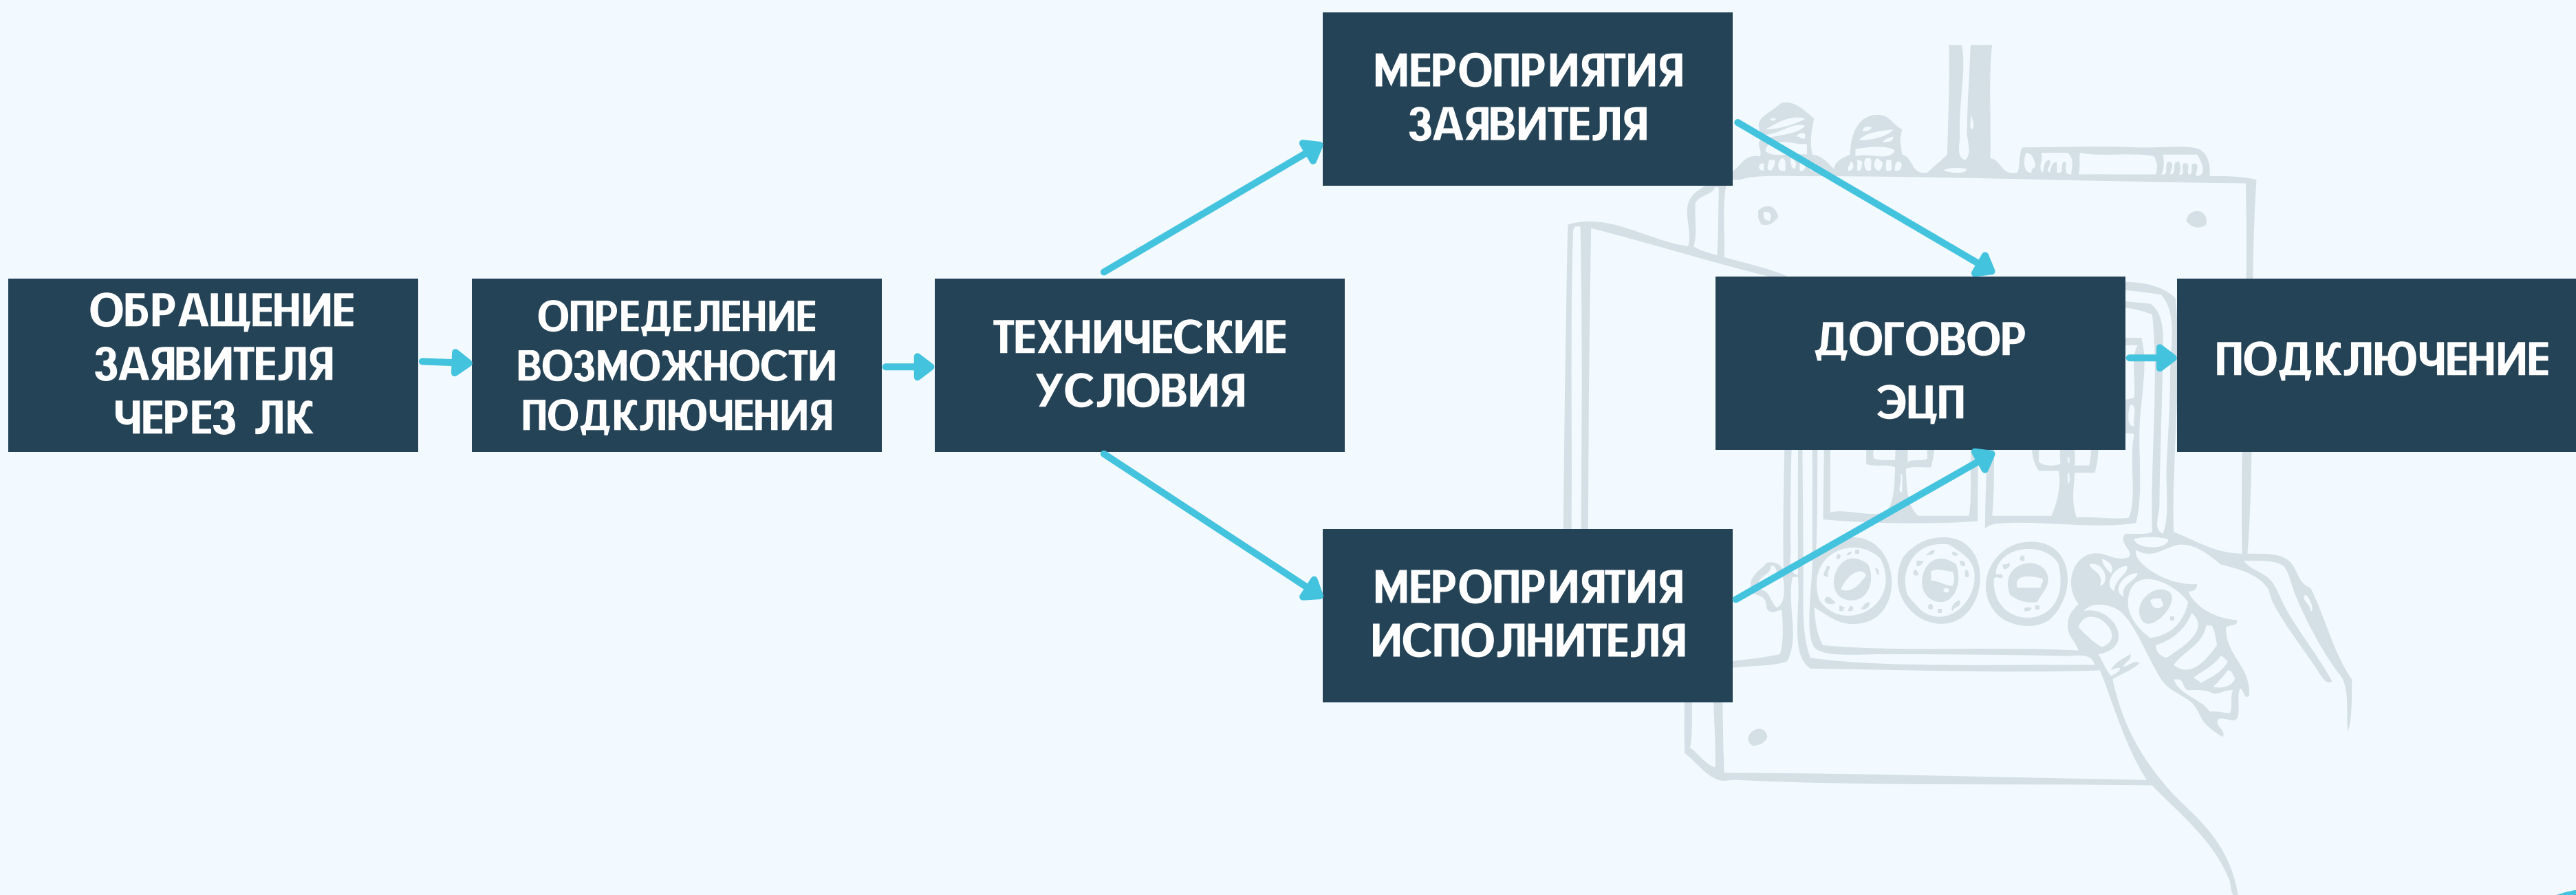 ОБРАЩЕНИЕ
ЗАЯВИТЕЛЯ
ЧЕРЕЗ ЛК
ОПРЕДЕЛЕНИЕ
ВОЗМОЖНОСТИ
ПОДКЛЮЧЕНИЯ
ТЕХНИЧЕСКИЕ
УСЛОВИЯ
МЕРОПРИЯТИЯ
ЗАЯВИТЕЛЯ
МЕРОПРИЯТИЯ
ИСПОЛНИТЕЛЯ
ДОГОВОР
ЭЦП
ПОДКЛЮЧЕНИЕ